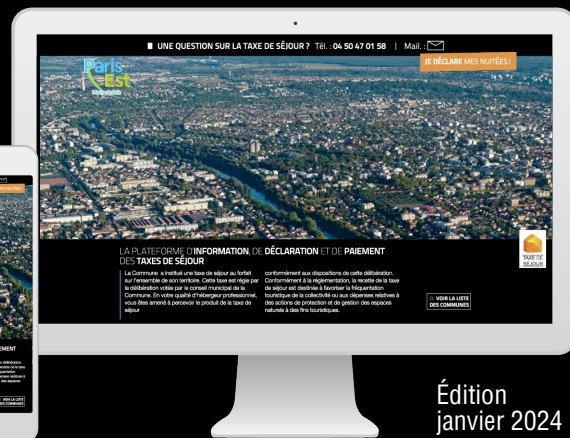 UNE QUESTION SUR LA TAXE DE SÉJOUR ? Tél. : 04 50 47 01 58 | Mail. :
JE DÉCLARE MES NUITÉES !
Paris
Est
LA PLATEFORME D'INFORMATION, DE DÉCLARATION ET DE PAIEMENT
DES TAXES DE SÉJOUR
La Commune a institué une taxe de séjour au forfait
sur l'ensemble de son territoire. Cette taxe est régie par
la délibération votée par le conseil municipal de la
Commune. En votre qualité d'hébergeur professionnel,
vous êtes amené à percevoir le produit de la taxe de
séjour
conformément aux dispositions de cette délibération.
Conformément à la réglementation, la recette de la taxe
de séjour est destinée à favoriser la fréquentation
touristique de la collectivité ou aux dépenses relatives à
des actions de protection et de gestion des espaces
naturels à des fins touristiques.
TAXE DE
SÉJOUR
VOIR LA LISTE
DES COMMUNES
EMENT
VOIR LA LISTE
DES COMMUNES
Édition
janvier 2024